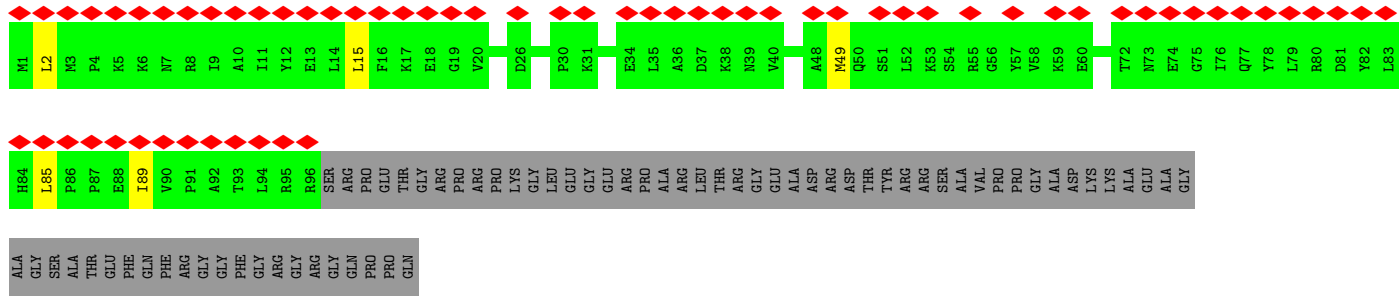 M1 L2 M3 P4 K5 K6 N7 R8 I9 A10 I11 Y12 E13 L14 L15 F16 K17 E18 G19 V20 D26 P30 K31 E34 L35 A36 D37 K38 N39 V40 A48 M49 Q50 S51 L52 K53 S54 R55 G56 Y57 V58 K59 E60 T72 N73 E74 G75 I76 Q77 Y78 L79 R80 D81 Y82 L83
H84 L85 P86 P87 E88 I89 V90 P91 A92 T93 L94 R95 R96 SER ARG PRO GLU THR GLY ARG PRO ARG PRO LYS GLY LEU GLU GLY GLU ARG PRO ALA ARG LEU THR ARG GLY GLU ALA ASP ARG ASP THR TYR ARG ARG SER ALA VAL PRO PRO GLY ALA ASP LYS LYS ALA GLU ALA GLY
ALA GLY SER ALA THR GLU PHE GLN PHE ARG GLY GLY PHE GLY ARG GLY ARG GLY GLN PRO PRO GLN